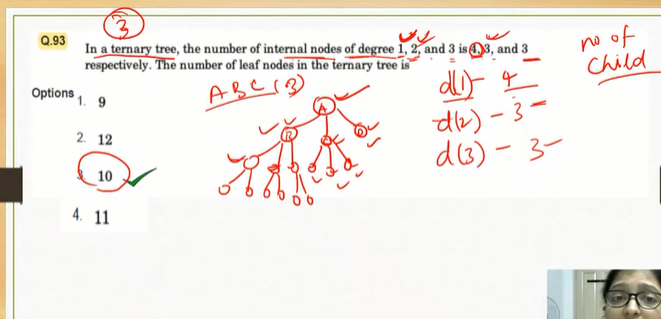 3
Q.93
In a ternary tree, the number of internal nodes of degree 1, 2, and 3 is 4, 3, and 3
respectively. The number of leaf nodes in the ternary tree is
no of
child
Options
1. 9
2. 12
3. 10
4. 11
ABC (3)
A
B
d(1) - 4
d(2) - 3
d(3) - 3